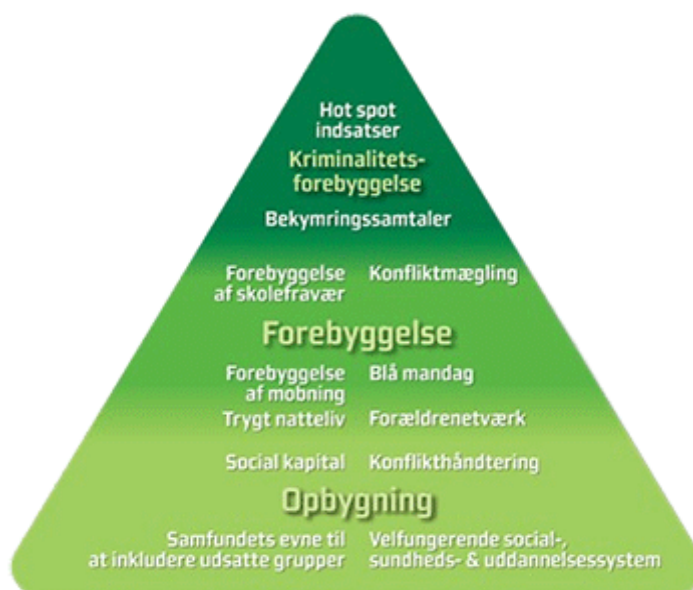 Hot spot
indsatser
Kriminalitets-
forebyggelse
Bekymringssamtaler
Forebyggelse
af skolefravær
Konfliktmægling
Forebyggelse
Forebyggelse
af mobning
Blå mandag
Trygt natteliv
Forældrenetværk
Social kapital
Konflikthåndtering
Opbygning
Samfundets evne til
at inkludere udsatte grupper
Velfungerende social-,
sundheds- & uddannelsessystem